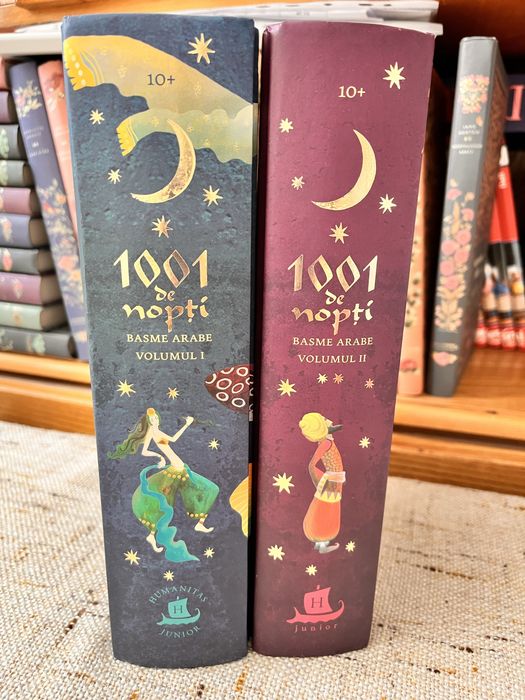 10+
1001
de
nopți
BASME ARABE
VOLUMUL I
HUMANITAS
H
JUNIOR
10+
1001
de
nopți
BASME ARABE
VOLUMUL II
H
junior